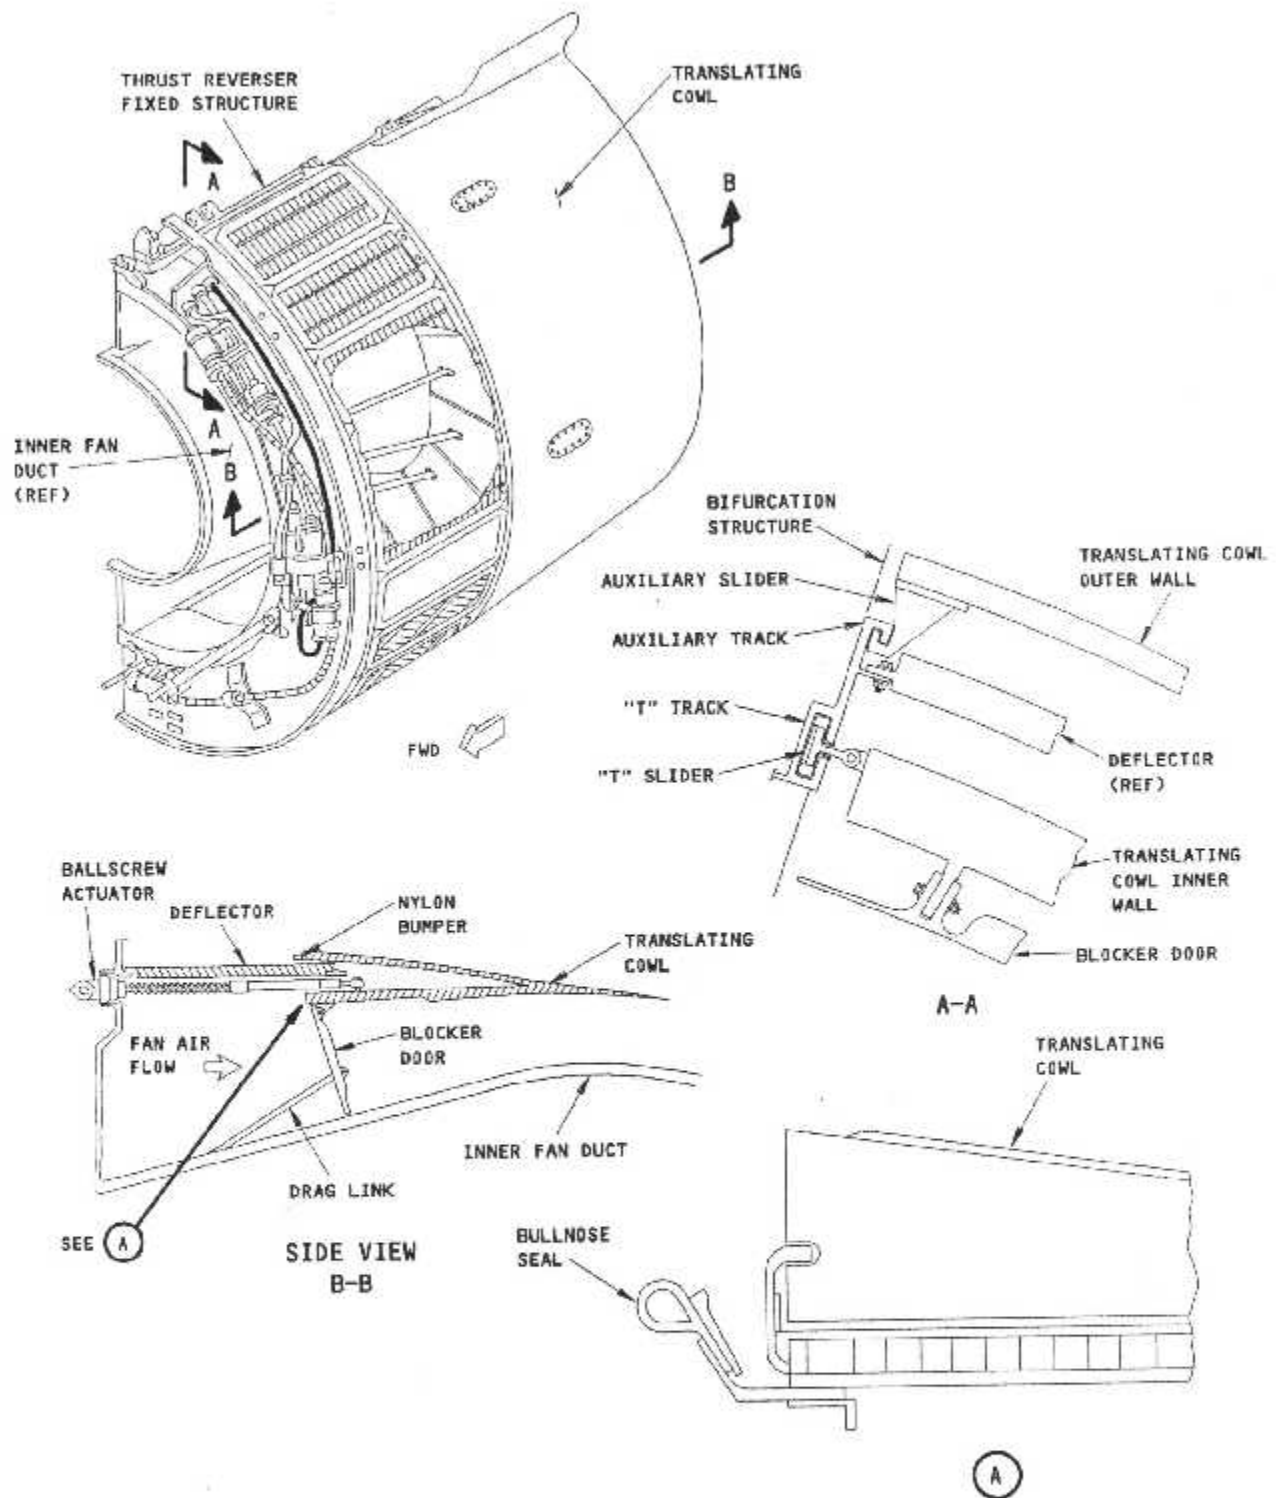 THRUST REVERSER
FIXED STRUCTURE
TRANSLATING
COWL
A
B
A
INNER FAN
DUCT
(REF)
B
FWD
BIFURCATION
STRUCTURE
TRANSLATING COWL
OUTER WALL
AUXILIARY SLIDER
AUXILIARY TRACK
"T" TRACK
"T" SLIDER
DEFLECTOR
(REF)
TRANSLATING
COWL INNER
WALL
BLOCKER DOOR
A-A
BALLSCREW
ACTUATOR
DEFLECTOR
NYLON
BUMPER
TRANSLATING
COWL
FAN AIR
FLOW
BLOCKER
DOOR
INNER FAN DUCT
DRAG LINK
SEE A
SIDE VIEW
B-B
TRANSLATING
COWL
BULLNOSE
SEAL
A